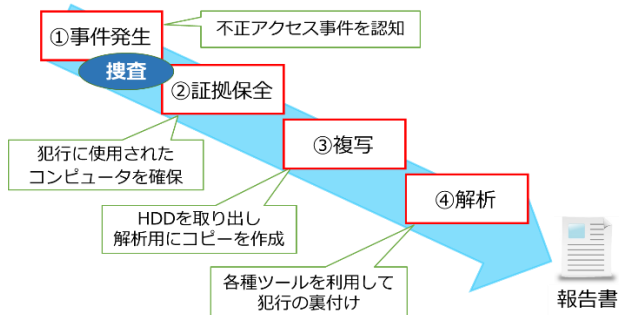 ①事件発生
不正アクセス事件を認知
捜査
②証拠保全
犯行に使用された
コンピュータを確保
③複写
HDDを取り出し
解析用にコピーを作成
④解析
各種ツールを利用して
犯行の裏付け
報告書